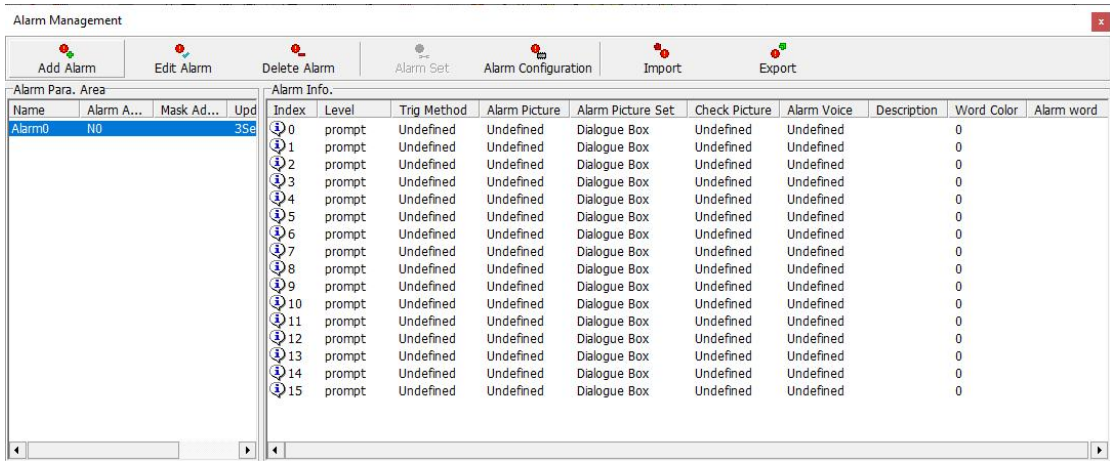 Alarm Management
x
Add Alarm Edit Alarm Delete Alarm Alarm Set Alarm Configuration Import Export
Alarm Para. Area Alarm Info.
Name Alarm A... Mask Ad... Upd Index Level Trig Method Alarm Picture Alarm Picture Set Check Picture Alarm Voice Description Word Color Alarm word
Alarm0 N0 3Se 0 prompt Undefined Undefined Dialogue Box Undefined Undefined 0
1 prompt Undefined Undefined Dialogue Box Undefined Undefined 0
2 prompt Undefined Undefined Dialogue Box Undefined Undefined 0
3 prompt Undefined Undefined Dialogue Box Undefined Undefined 0
4 prompt Undefined Undefined Dialogue Box Undefined Undefined 0
5 prompt Undefined Undefined Dialogue Box Undefined Undefined 0
6 prompt Undefined Undefined Dialogue Box Undefined Undefined 0
7 prompt Undefined Undefined Dialogue Box Undefined Undefined 0
8 prompt Undefined Undefined Dialogue Box Undefined Undefined 0
9 prompt Undefined Undefined Dialogue Box Undefined Undefined 0
10 prompt Undefined Undefined Dialogue Box Undefined Undefined 0
11 prompt Undefined Undefined Dialogue Box Undefined Undefined 0
12 prompt Undefined Undefined Dialogue Box Undefined Undefined 0
13 prompt Undefined Undefined Dialogue Box Undefined Undefined 0
14 prompt Undefined Undefined Dialogue Box Undefined Undefined 0
15 prompt Undefined Undefined Dialogue Box Undefined Undefined 0